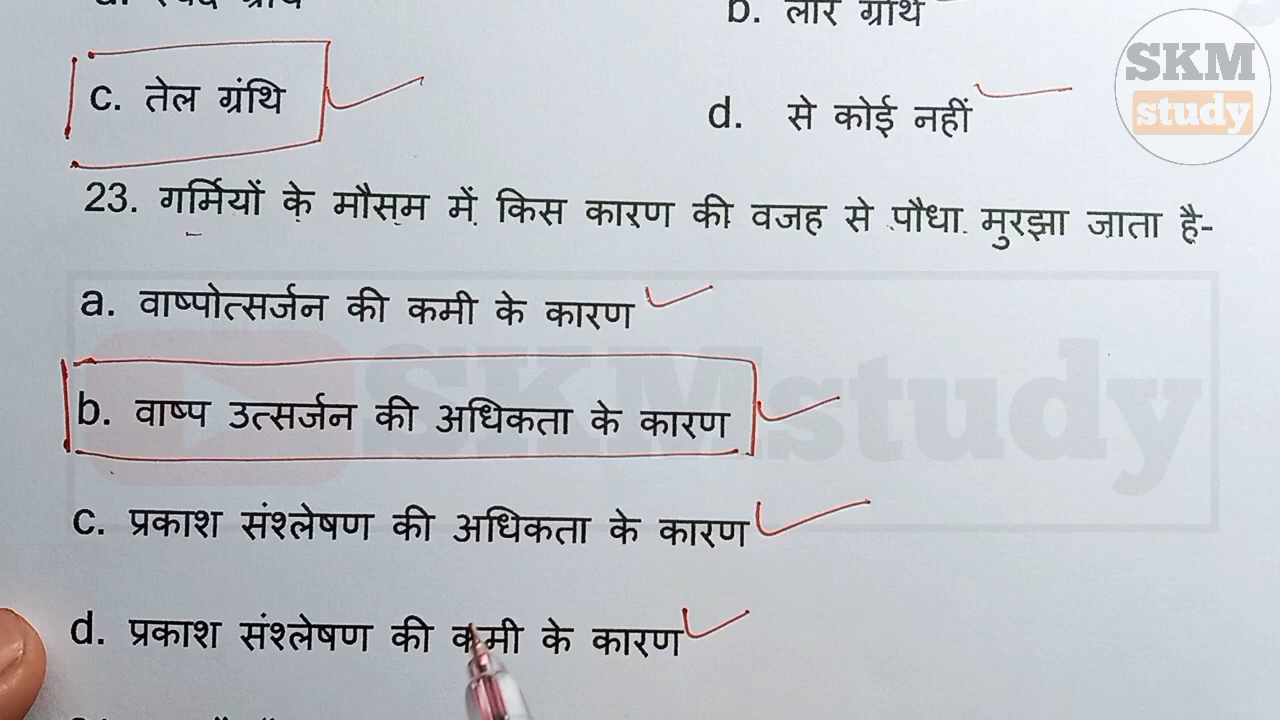 b. लार ग्रंथि
SKM
study
c. तेल ग्रंथि
d. से कोई नहीं
23. गर्मियों के मौसम में किस कारण की वजह से पौधा मुरझा जाता है-
a. वाष्पोत्सर्जन की कमी के कारण
b. वाष्प उत्सर्जन की अधिकता के कारण
SKMstudy
c. प्रकाश संश्लेषण की अधिकता के कारण
d. प्रकाश संश्लेषण की कमी के कारण